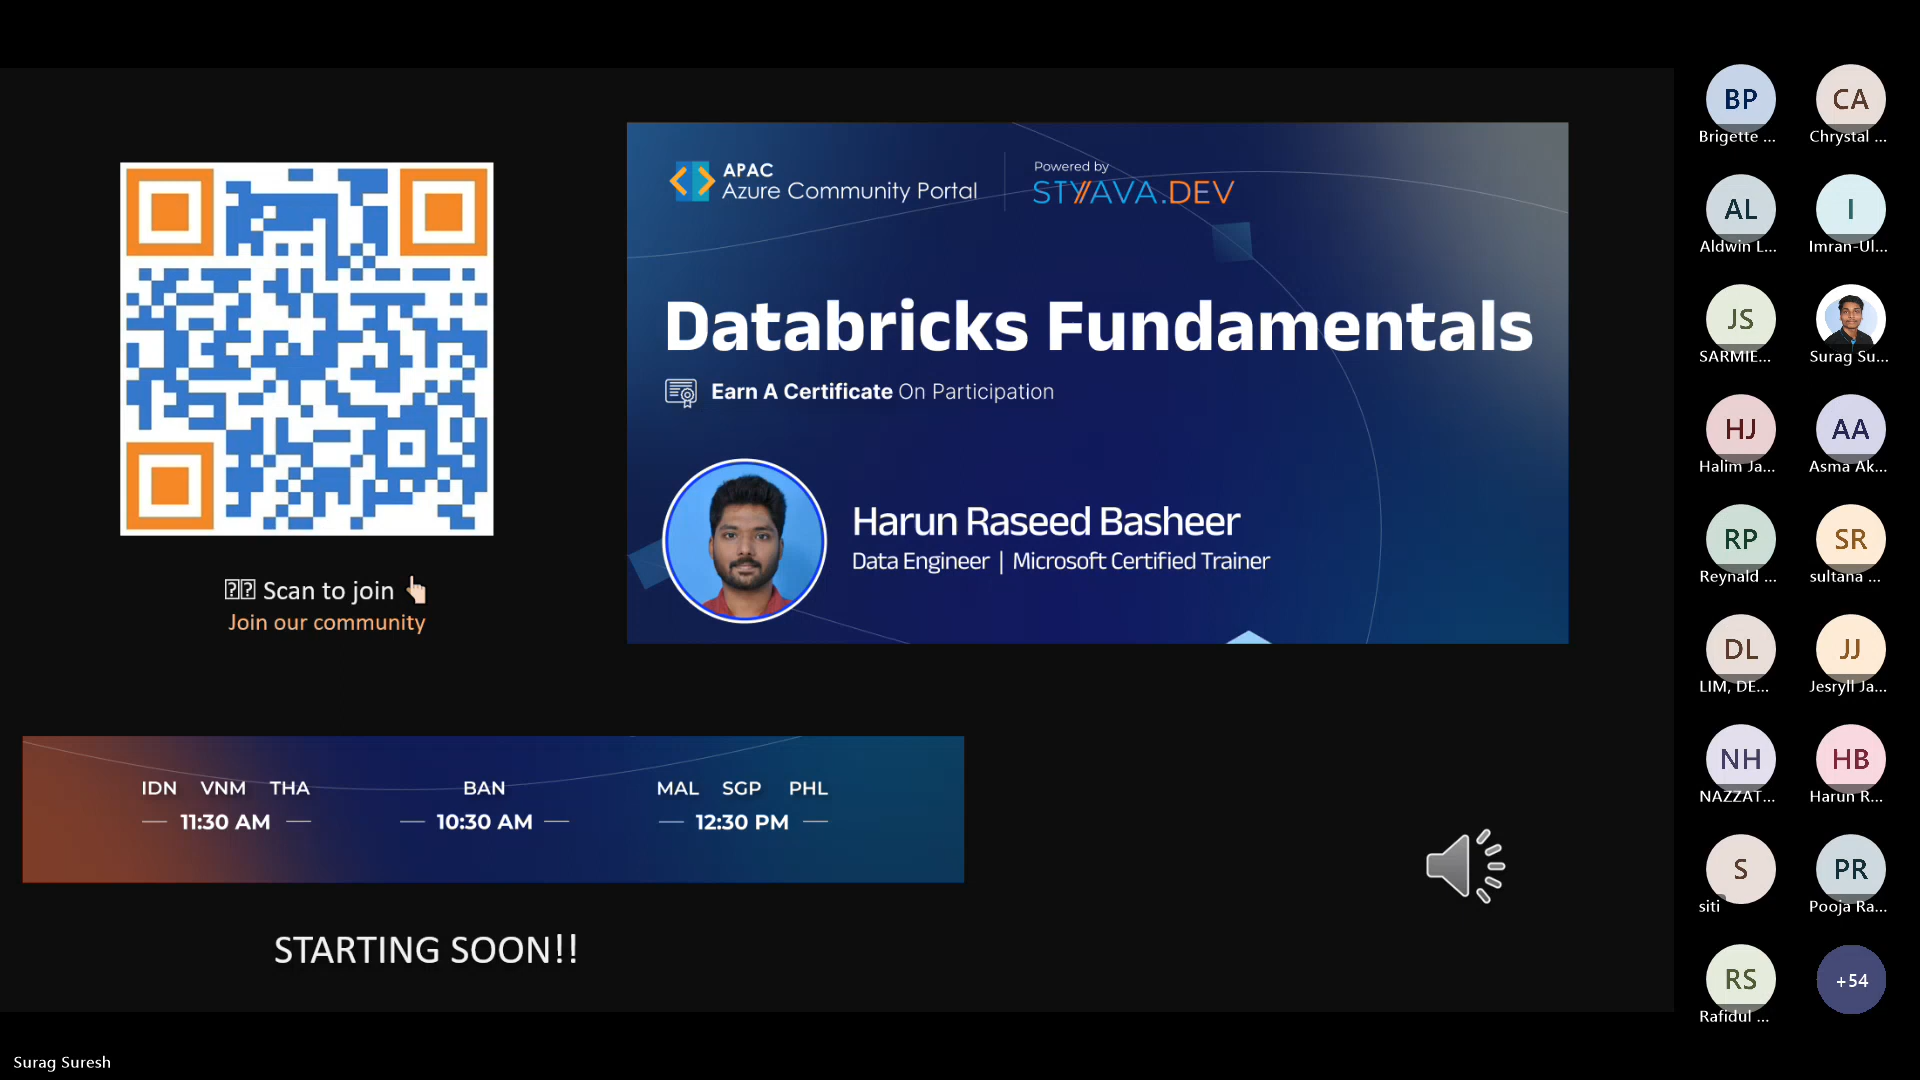 APAC
Azure Community Portal
Powered by
STYAVA.DEV
Databricks Fundamentals
Earn A Certificate On Participation
Harun Raseed Basheer
Data Engineer | Microsoft Certified Trainer
Scan to join
Join our community
IDN VNM THA
11:30 AM
BAN
10:30 AM
MAL SGP PHL
12:30 PM
STARTING SOON!!
Surag Suresh
BP
Brigette ...
CA
Chrystal ...
AL
Aldwin L...
I
Imran-Ul...
JS
SARMIE...
Surag Su...
HJ
Halim Ja...
AA
Asma Ak...
RP
Reynald ...
SR
sultana ...
DL
LIM, DE...
JJ
Jesryll Ja...
NH
NAZZAT...
HB
Harun R...
S
siti
PR
Pooja Ra...
RS
Rafidul ...
+54